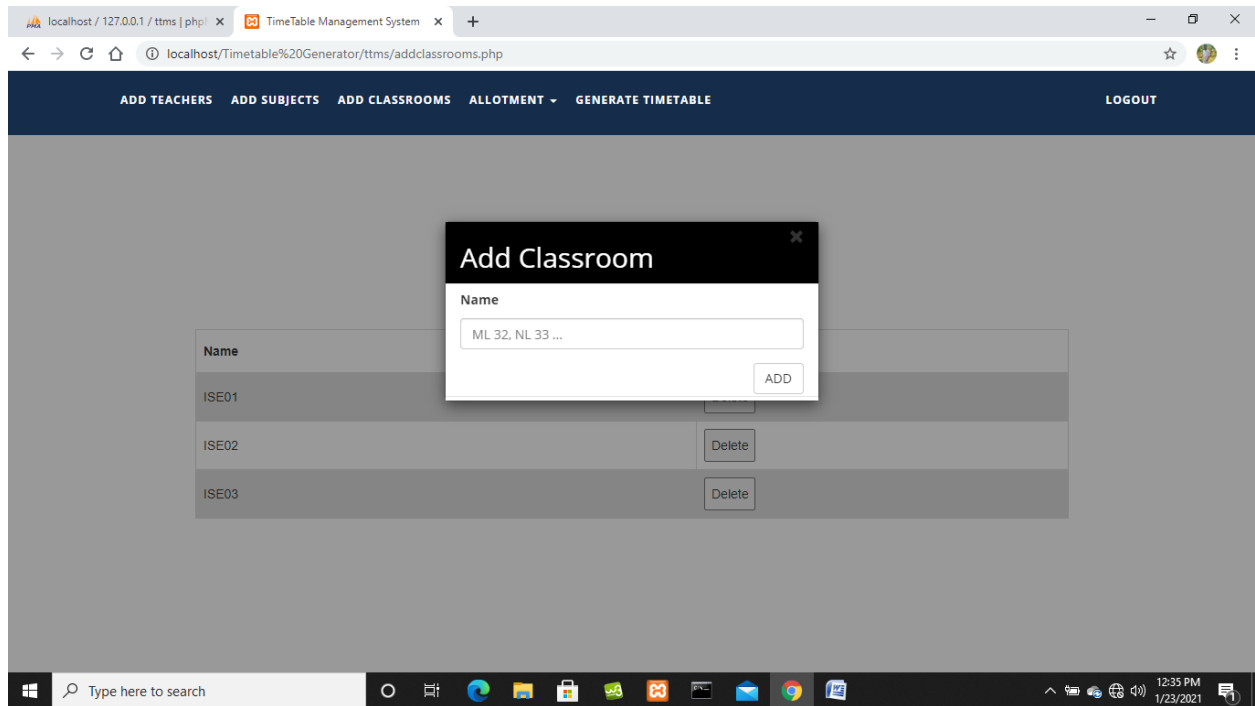 localhost / 127.0.0.1 / ttms | php
TimeTable Management System
localhost/Timetable%20Generator/ttms/addclassrooms.php
ADD TEACHERS ADD SUBJECTS ADD CLASSROOMS ALLOTMENT GENERATE TIMETABLE LOGOUT
Add Classroom
Name
ML 32, NL 33 ...
ADD
Name
ISE01
ISE02 Delete
ISE03 Delete
Type here to search
12:35 PM
1/23/2021